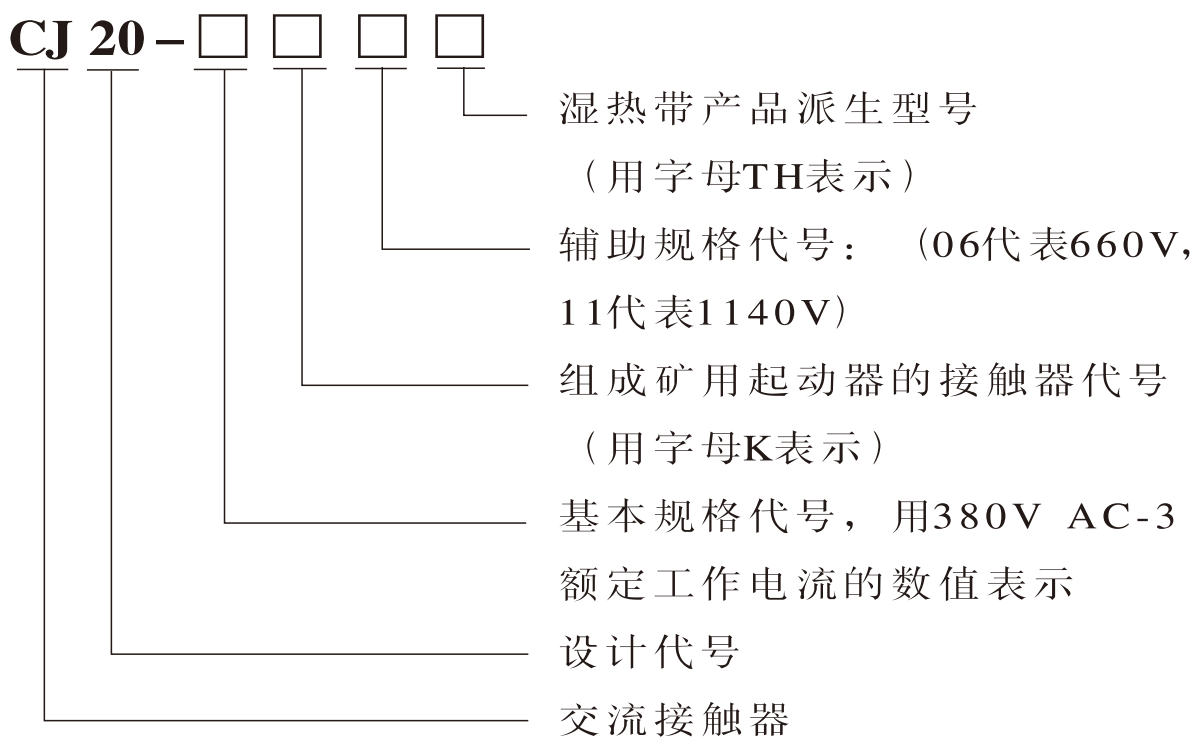 CJ 20-□ □ □ □
湿热带产品派生型号
（用字母TH表示）
辅助规格代号：（06代表660V，
11代表1140V）
组成矿用起动器的接触器代号
（用字母K表示）
基本规格代号，用380V AC-3
额定工作电流的数值表示
设计代号
交流接触器